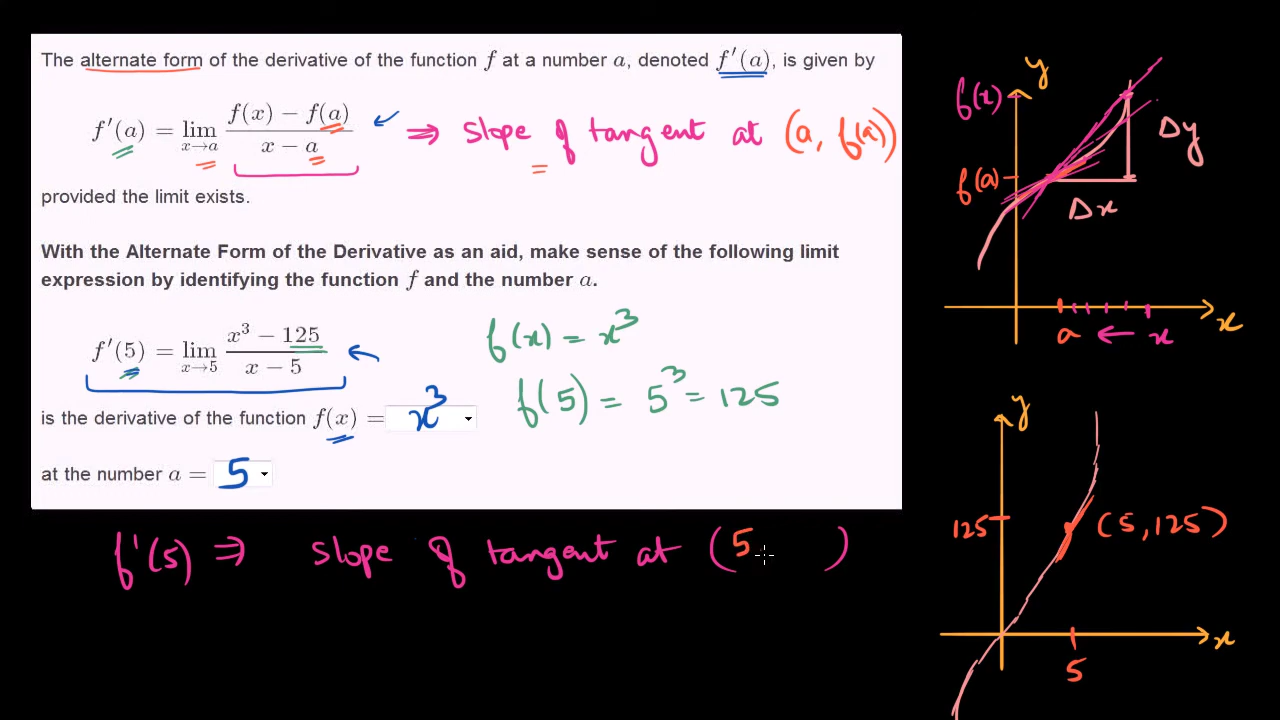 The alternate form of the derivative of the function f at a number a, denoted f′(a), is given by
f′(a) = lim x→a (f(x) − f(a))/(x − a) ⇒ slope of tangent at (a, f(a))
provided the limit exists.
With the Alternate Form of the Derivative as an aid, make sense of the following limit
expression by identifying the function f and the number a.
f(x) = x³
f′(5) = lim x→5 (x³ − 125)/(x − 5)
f(5) = 5³ = 125
is the derivative of the function f(x) = x³
at the number a = 5
f'(5) ⇒ slope of tangent at (5 )
y
f(x)
Δy
f(a)
Δx
a ← x
x
y
125 (5, 125)
x
5